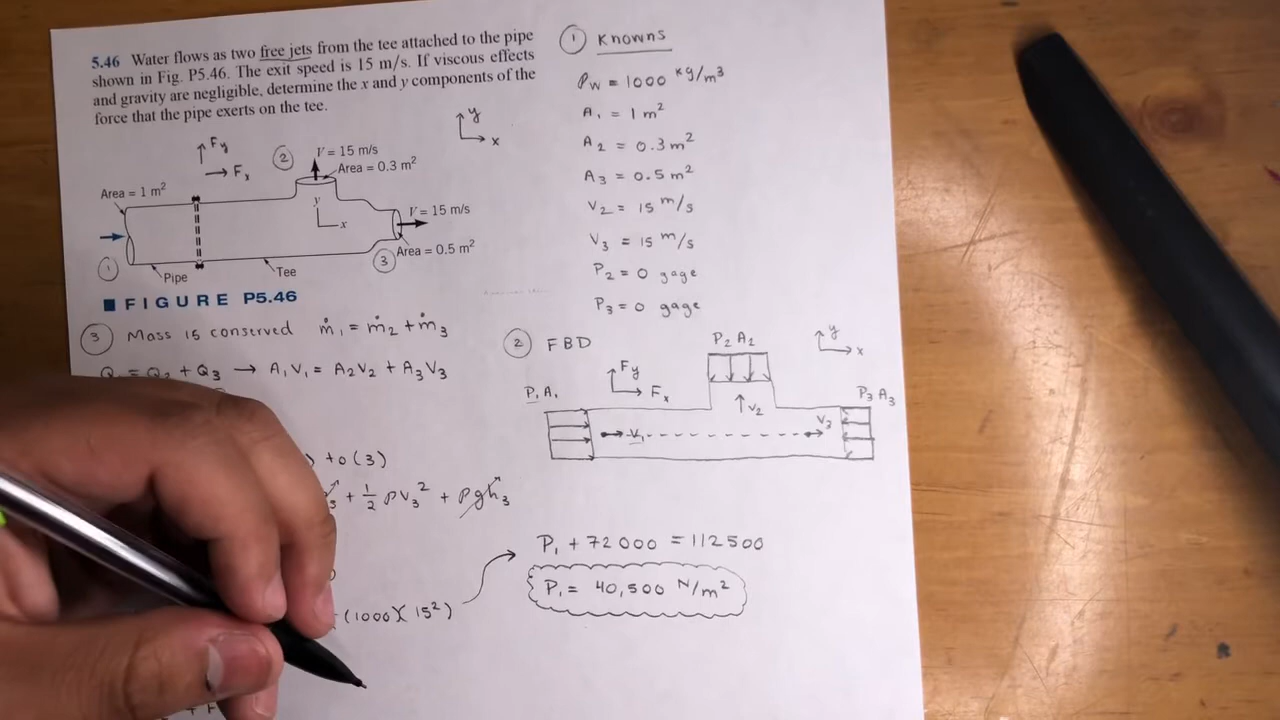 5.46 Water flows as two free jets from the tee attached to the pipe
shown in Fig. P5.46. The exit speed is 15 m/s. If viscous effects
and gravity are negligible, determine the x and y components of the
force that the pipe exerts on the tee.
y
x
Fy
Fx
2
V = 15 m/s
Area = 0.3 m²
Area = 1 m²
y
x
V = 15 m/s
Area = 0.5 m²
3
1
Pipe
Tee
FIGURE P5.46
3 Mass is conserved ṁ1 = ṁ2 + ṁ3
= Q2 + Q3 → A1V1 = A2V2 + A3V3
to (3)
+ 1/2 ρV3² + ρgh3
(1000)(15²)
1 Knowns
ρw = 1000 kg/m³
A1 = 1 m²
A2 = 0.3 m²
A3 = 0.5 m²
V2 = 15 m/s
V3 = 15 m/s
P2 = 0 gage
P3 = 0 gage
2 FBD
P2 A2
y
x
Fy
Fx
P1 A1
V2
P3 A3
V1
V3
P1 + 72000 = 112500
P1 = 40,500 N/m²